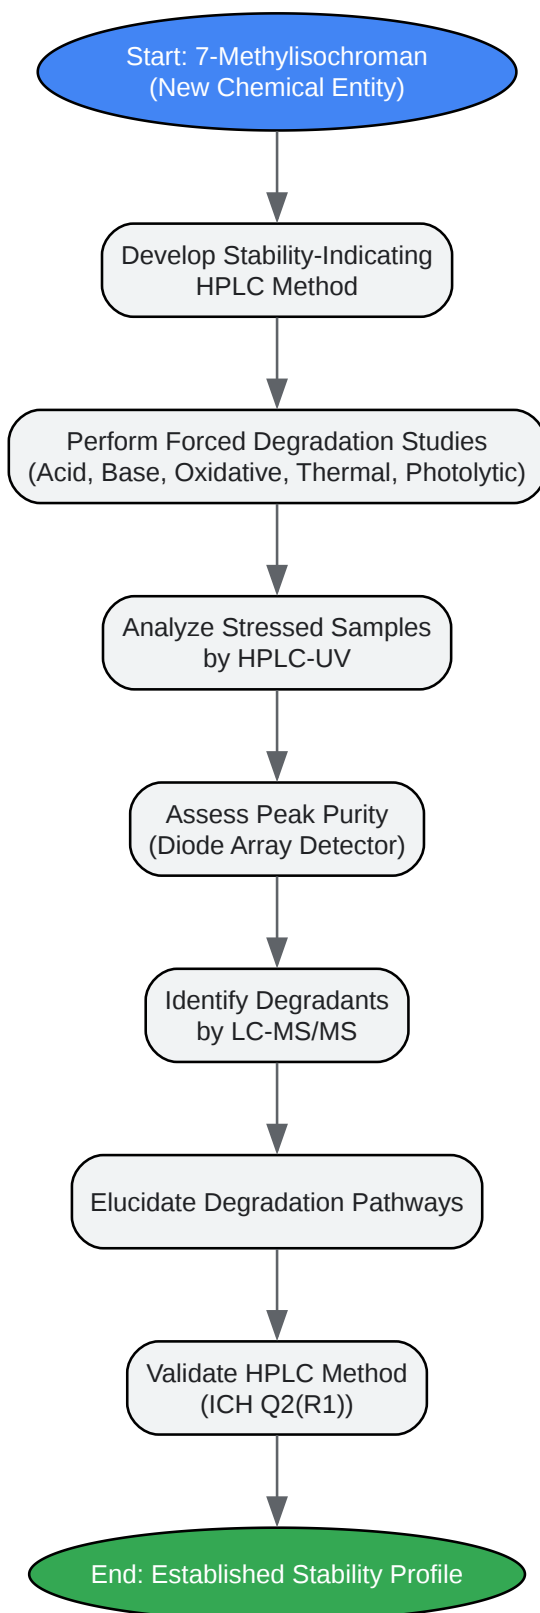 Start: 7-Methylisochroman
(New Chemical Entity)
Develop Stability-Indicating
HPLC Method
Perform Forced Degradation Studies
(Acid, Base, Oxidative, Thermal, Photolytic)
Analyze Stressed Samples
by HPLC-UV
Assess Peak Purity
(Diode Array Detector)
Identify Degradants
by LC-MS/MS
Elucidate Degradation Pathways
Validate HPLC Method
(ICH Q2(R1))
End: Established Stability Profile